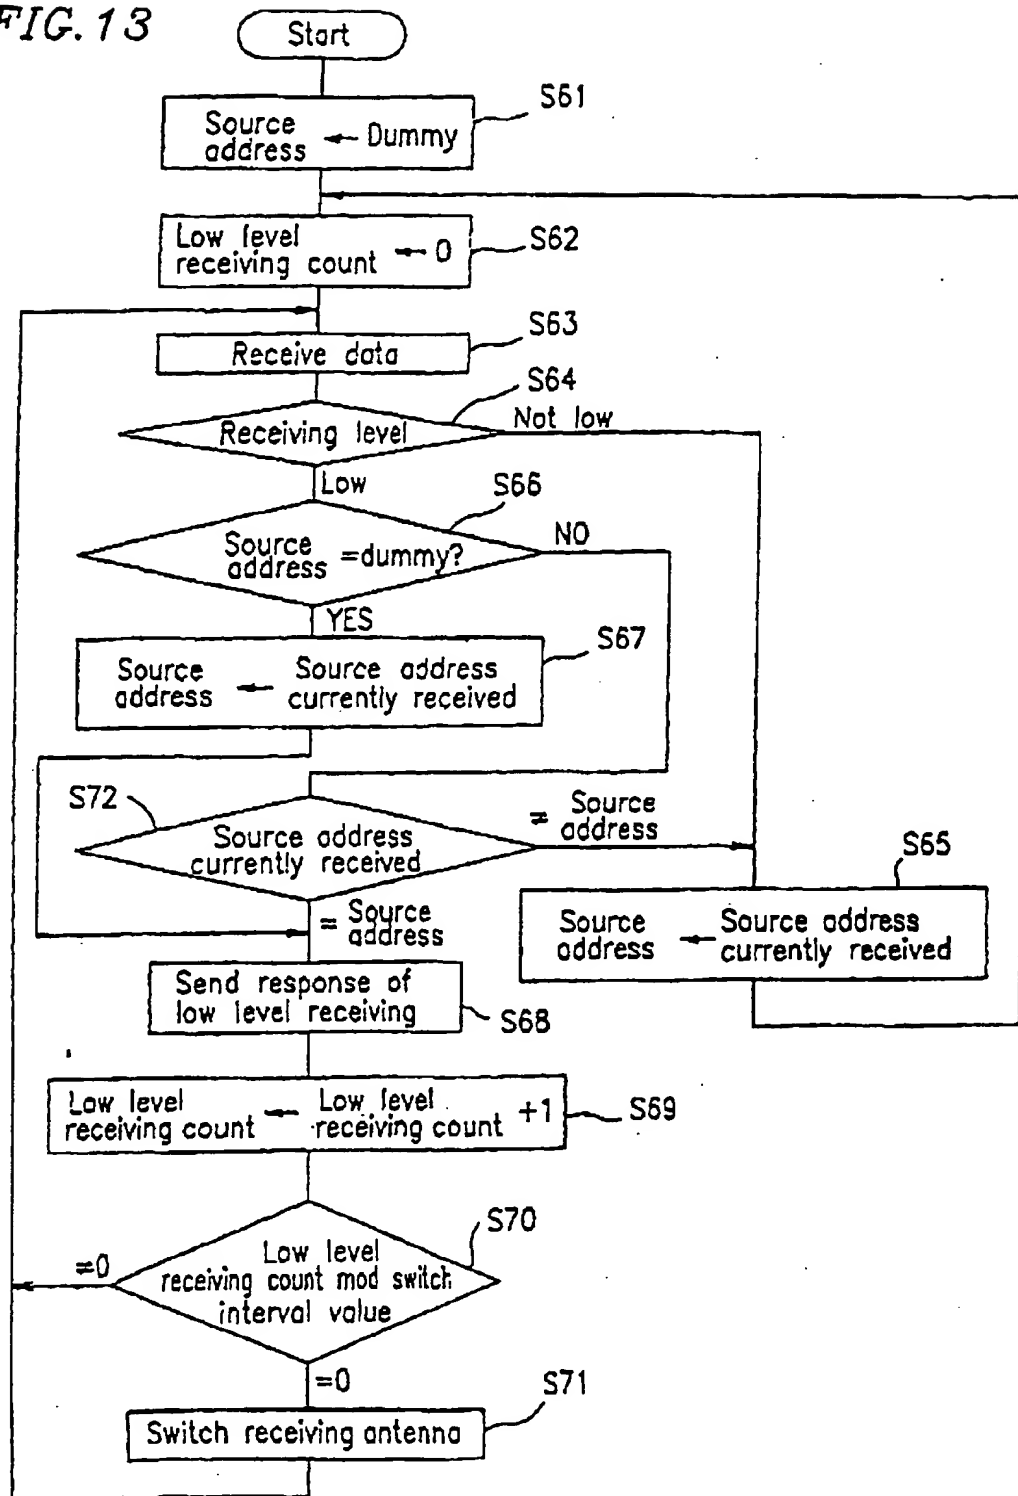 FIG. 13
Start
S61
Source
address ← Dummy
S62
Low level
receiving count ← 0
S63
Receive data
S64
Receiving level
Not low
Low
S66
Source
address =dummy?
NO
YES
S67
Source
address ← Source address
currently received
S72
Source address
currently received
≠ Source
address
= Source
address
S65
Source
address ← Source address
currently received
Send response of
low level receiving
S68
Low level
receiving count ← Low level
receiving count +1
S69
S70
Low level
receiving count mod switch
interval value
≠0
=0
S71
Switch receiving antenna